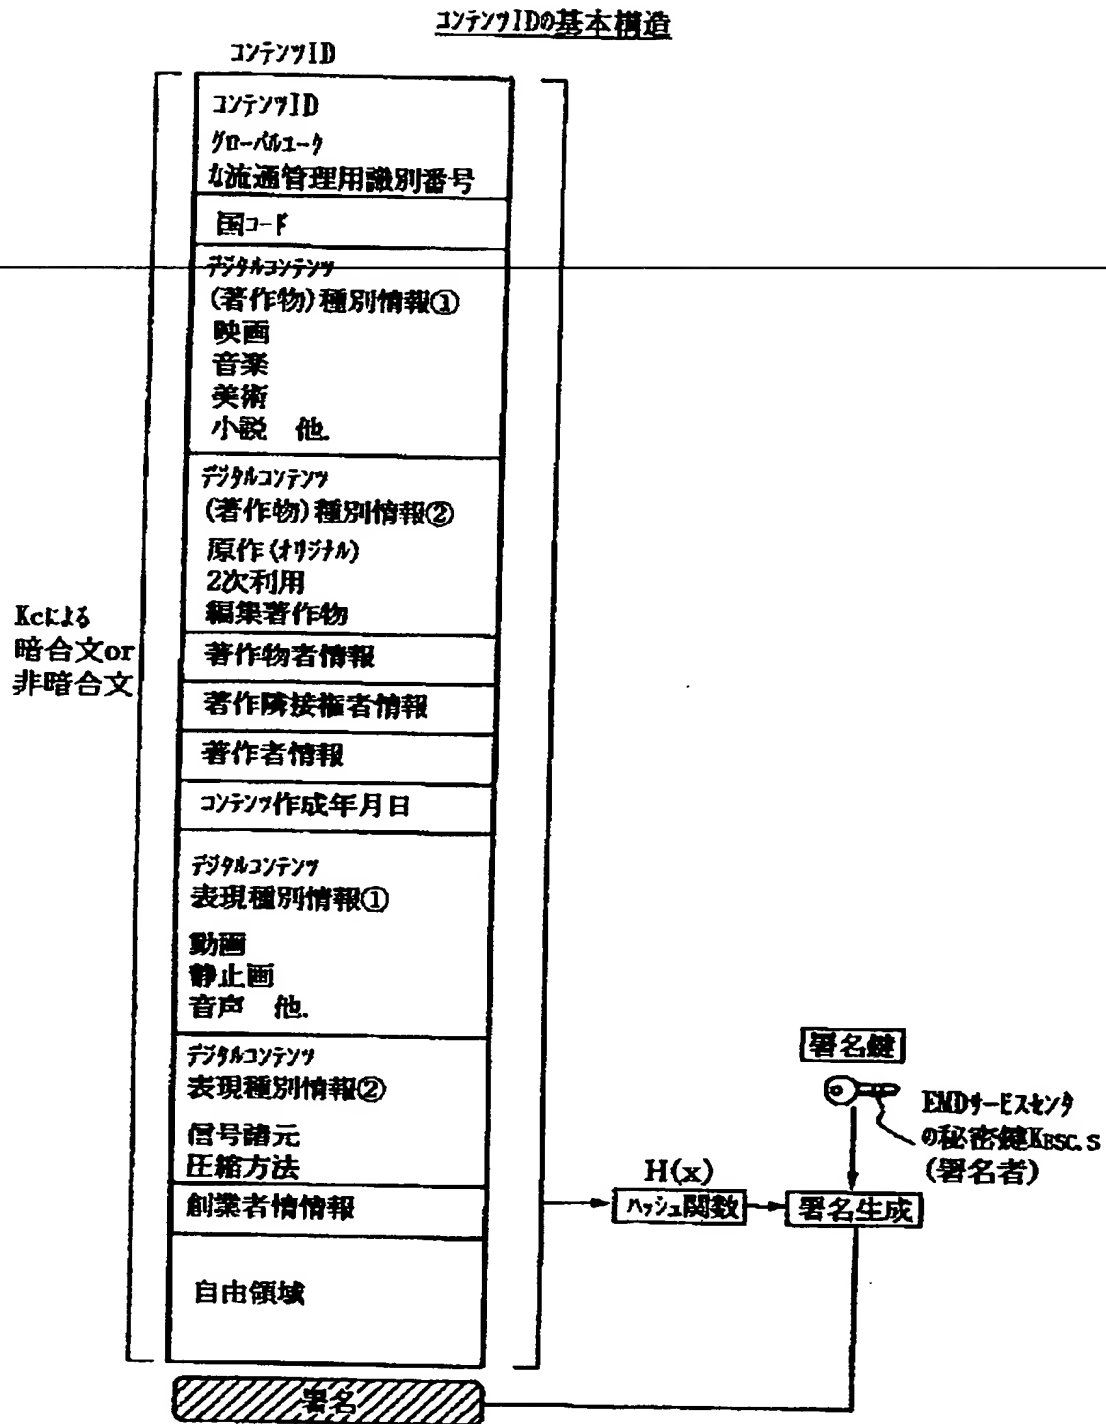 コンテンツIDの基本構造
コンテンツID
コンテンツID
グローバルユーク
な流通管理用識別番号
国コード
デジタルコンテンツ
(著作物)種別情報①
映画
音楽
美術
小説 他.
デジタルコンテンツ
(著作物)種別情報②
原作(オリジナル)
2次利用
編集著作物
Kcによる
暗合文or
非暗合文
著作物者情報
著作隣接権者情報
著作者情報
コンテンツ作成年月日
デジタルコンテンツ
表現種別情報①
動画
静止画
音声 他.
デジタルコンテンツ
表現種別情報②
信号諸元
圧縮方法
創業者情情報
自由領域
署名
H(x)
ハッシュ関数
署名鍵
EMDサービスセンタ
の秘密鍵KESC,S
(署名者)
署名生成